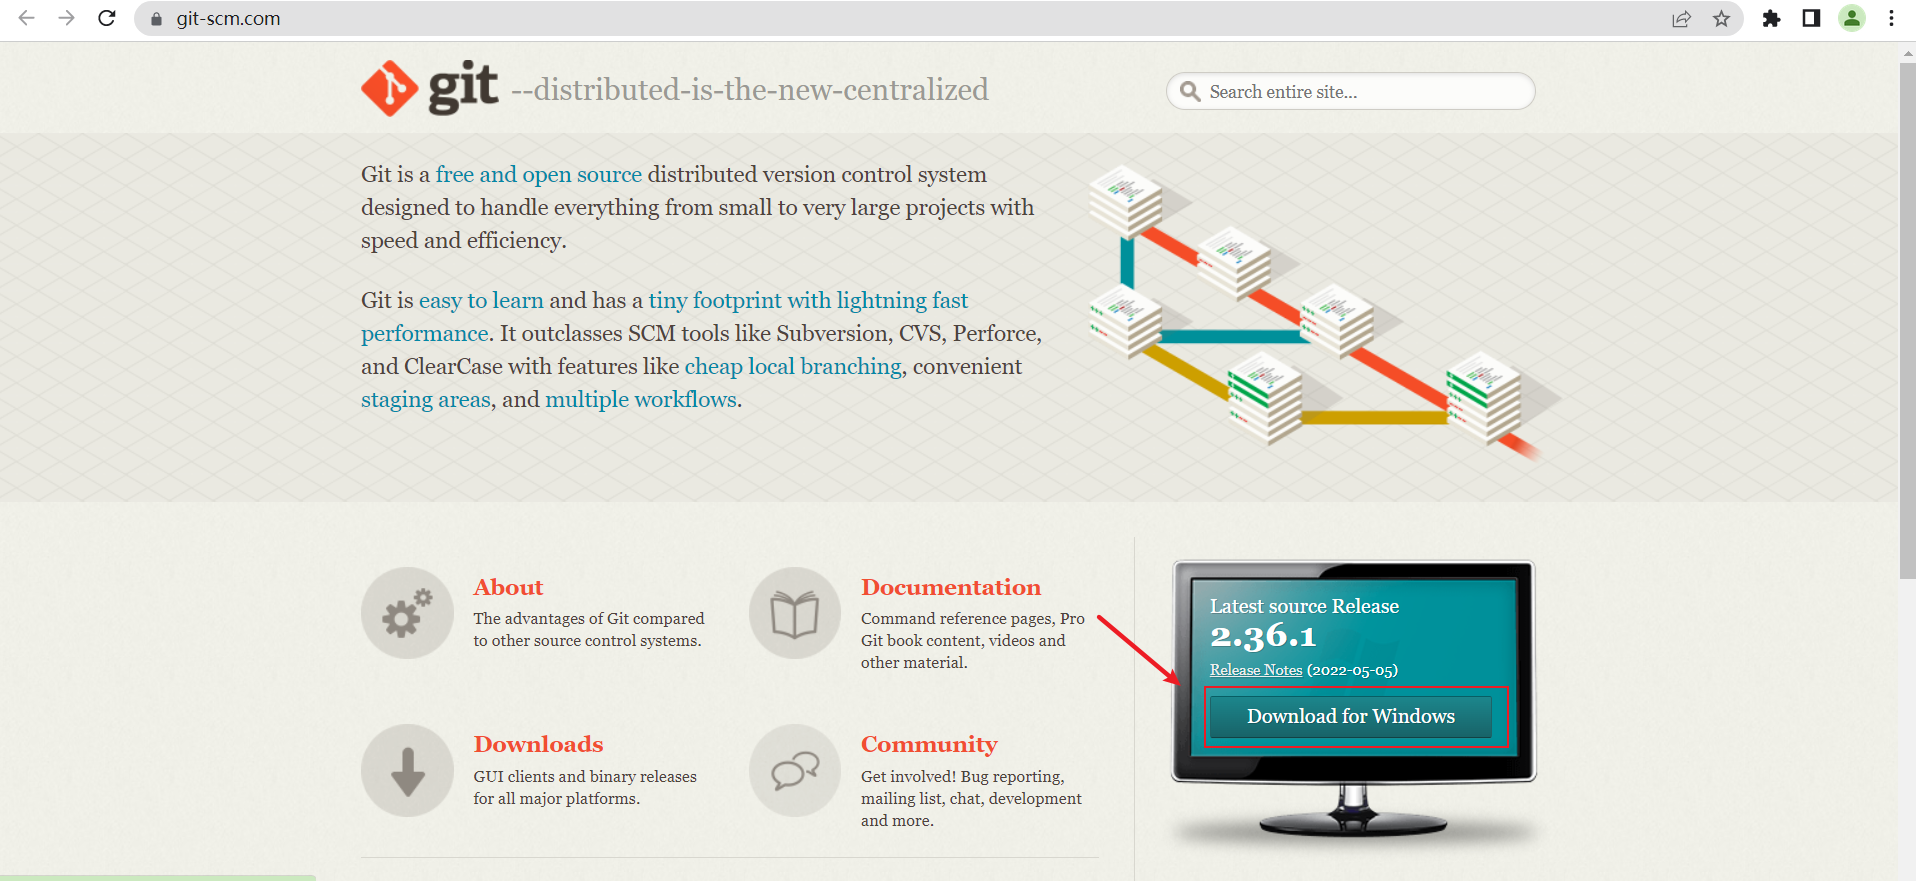 git-scm.com
git --distributed-is-the-new-centralized
Search entire site...
Git is a free and open source distributed version control system
designed to handle everything from small to very large projects with
speed and efficiency.
Git is easy to learn and has a tiny footprint with lightning fast
performance. It outclasses SCM tools like Subversion, CVS, Perforce,
and ClearCase with features like cheap local branching, convenient
staging areas, and multiple workflows.
About
The advantages of Git compared
to other source control systems.
Documentation
Command reference pages, Pro
Git book content, videos and
other material.
Downloads
GUI clients and binary releases
for all major platforms.
Community
Get involved! Bug reporting,
mailing list, chat, development
and more.
Latest source Release
2.36.1
Release Notes (2022-05-05)
Download for Windows